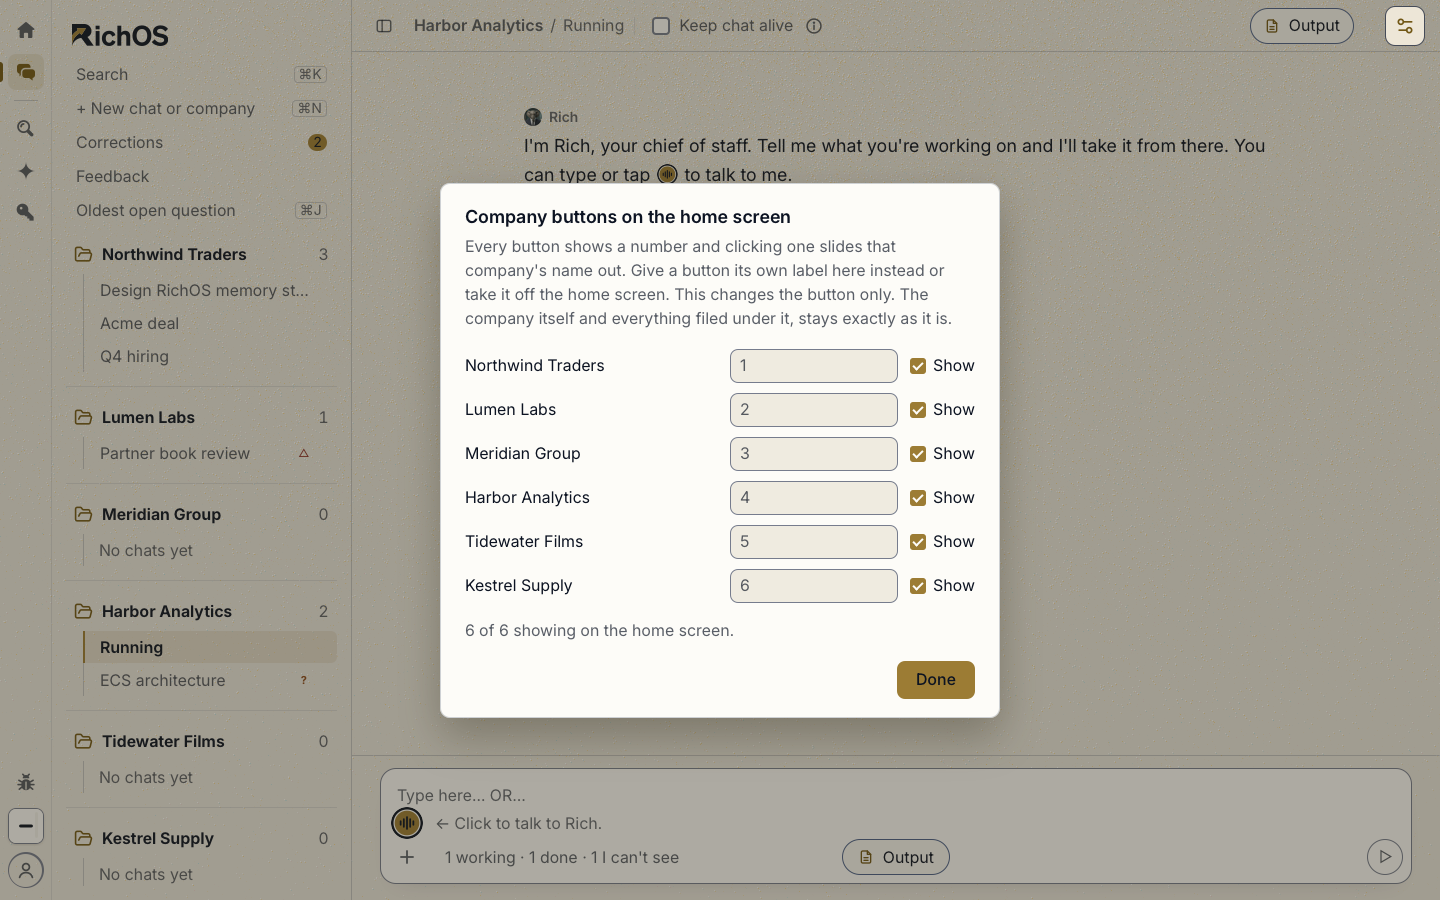 RichOS
Search ⌘K
+ New chat or company ⌘N
Corrections 2
Feedback
Oldest open question ⌘J
Northwind Traders 3
Design RichOS memory st...
Acme deal
Q4 hiring
Lumen Labs 1
Partner book review
Meridian Group 0
No chats yet
Harbor Analytics 2
Running
ECS architecture ?
Tidewater Films 0
No chats yet
Kestrel Supply 0
No chats yet
Harbor Analytics / Running Keep chat alive Output
Rich
I'm Rich, your chief of staff. Tell me what you're working on and I'll take it from there. You
can type or tap to talk to me.
Company buttons on the home screen
Every button shows a number and clicking one slides that
company's name out. Give a button its own label here instead or
take it off the home screen. This changes the button only. The
company itself and everything filed under it, stays exactly as it is.
Northwind Traders 1 Show
Lumen Labs 2 Show
Meridian Group 3 Show
Harbor Analytics 4 Show
Tidewater Films 5 Show
Kestrel Supply 6 Show
6 of 6 showing on the home screen.
Done
Type here... OR...
← Click to talk to Rich.
1 working · 1 done · 1 I can't see Output